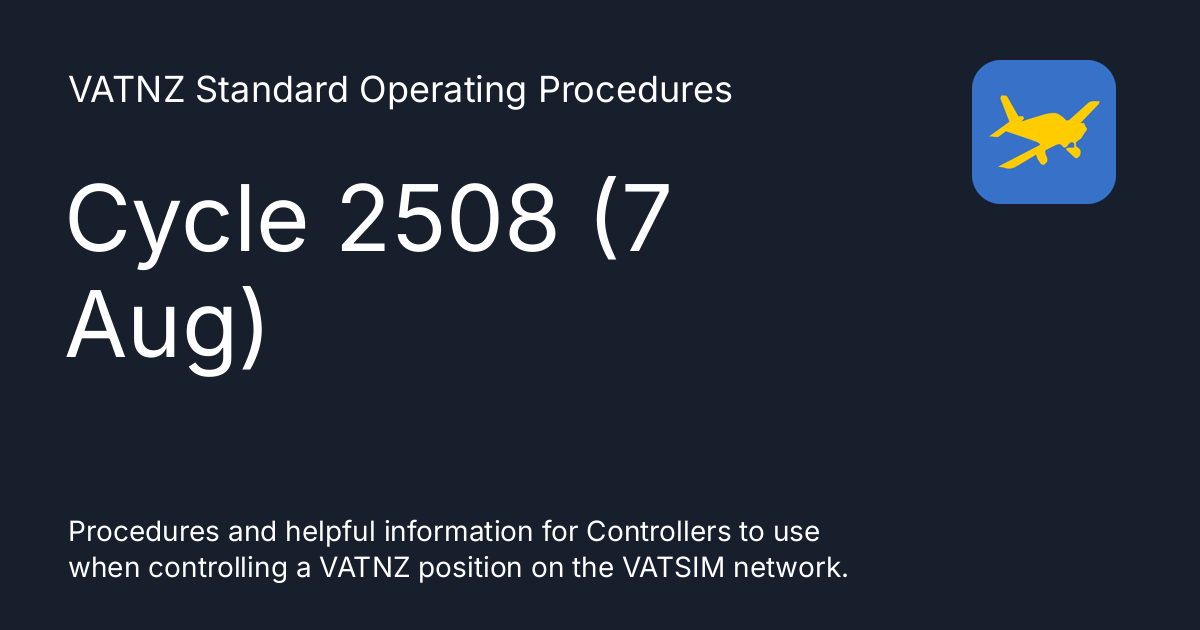 VATNZ Standard Operating Procedures
Cycle 2508 (7
Aug)
Procedures and helpful information for Controllers to use
when controlling a VATNZ position on the VATSIM network.